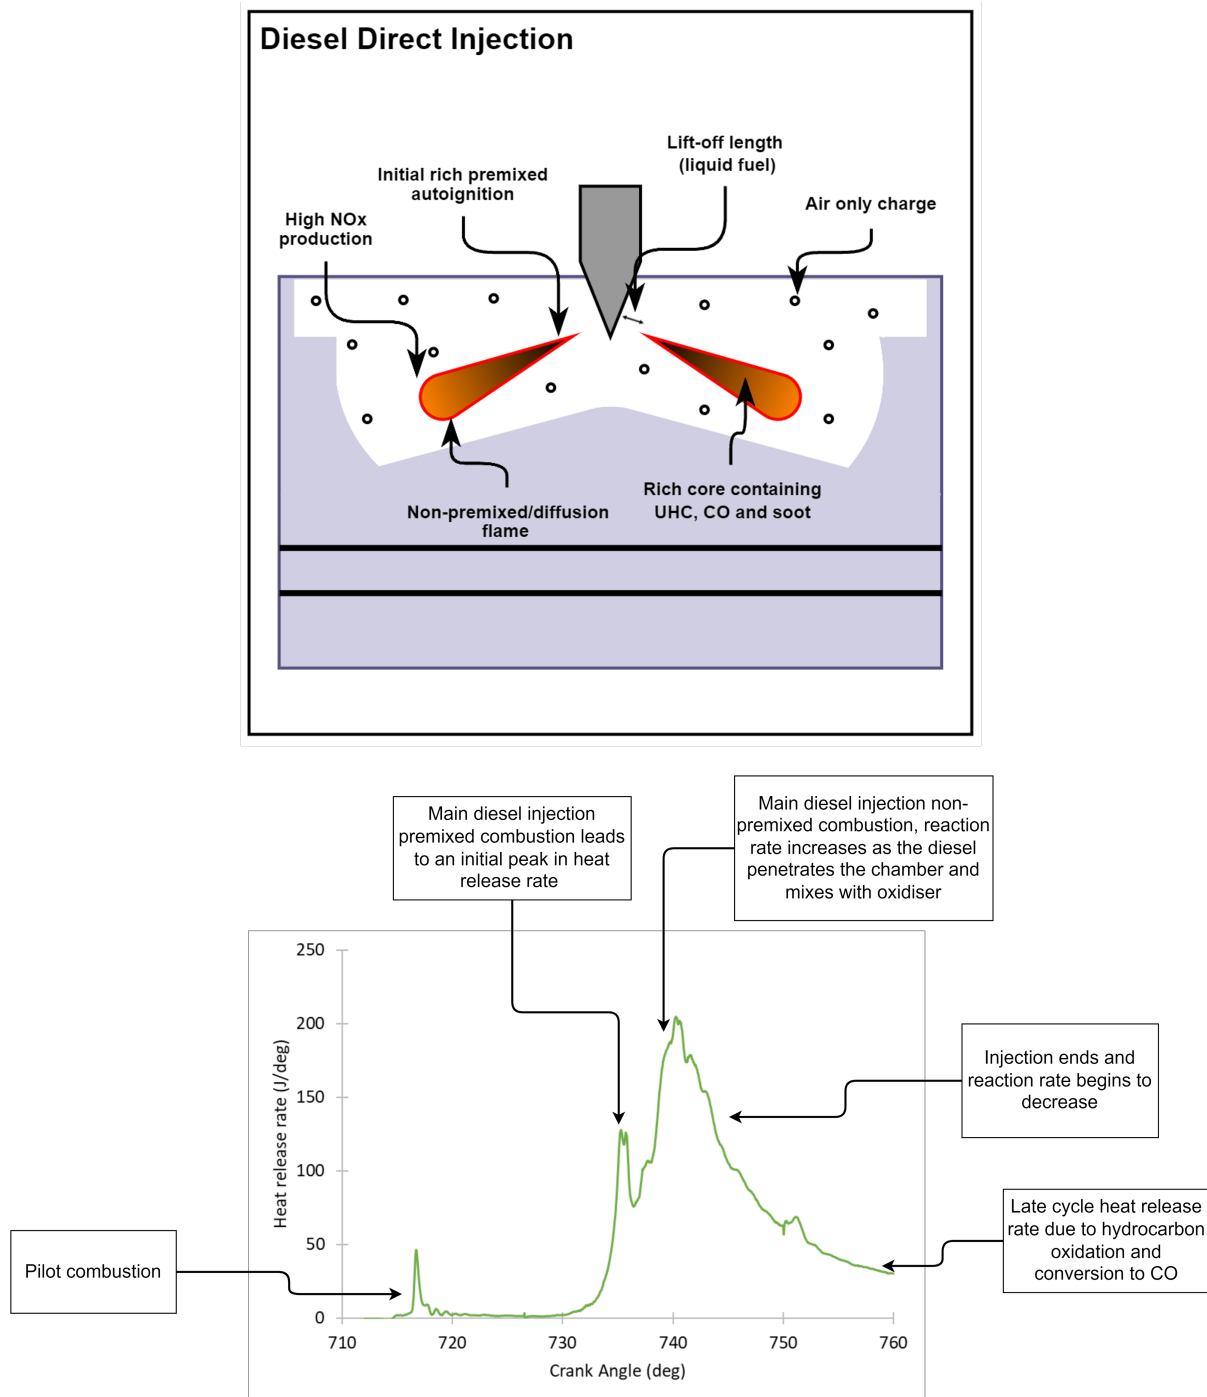 Diesel Direct Injection
Lift-off length
(liquid fuel)
Initial rich premixed
autoignition
Air only charge
High NOx
production
Rich core containing
UHC, CO and soot
Non-premixed/diffusion
flame
Main diesel injection
premixed combustion leads
to an initial peak in heat
release rate
Main diesel injection non-
premixed combustion, reaction
rate increases as the diesel
penetrates the chamber and
mixes with oxidiser
Injection ends and
reaction rate begins to
decrease
Late cycle heat release
rate due to hydrocarbon
oxidation and
conversion to CO
Pilot combustion
Heat release rate (J/deg)
250
200
150
100
50
0
710 720 730 740 750 760
Crank Angle (deg)